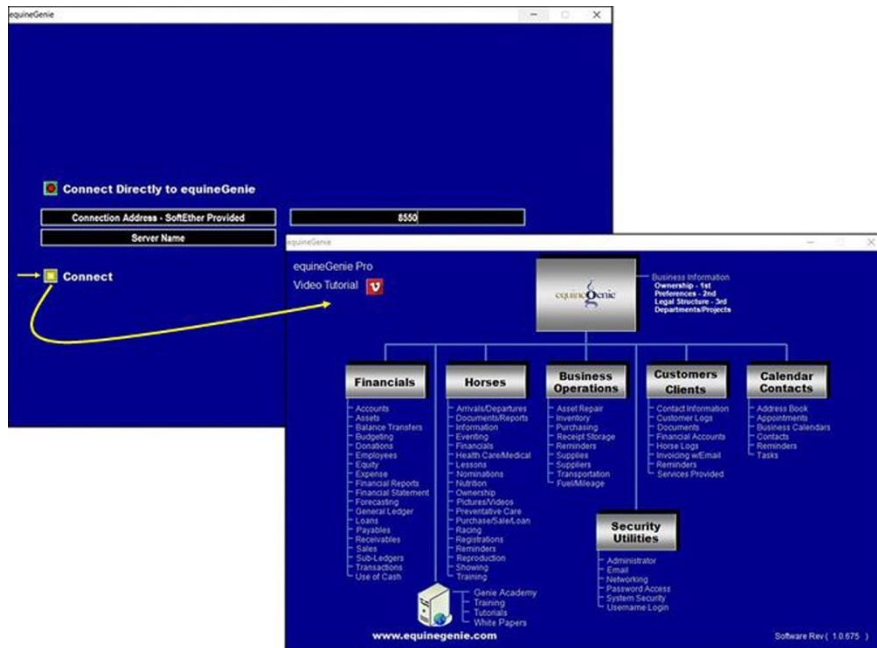 equineGenie
Connect Directly to equineGenie
Connection Address - SoftEther Provided
8550
Server Name
Connect
equineGenie
equineGenie Pro
Video Tutorial
equine Genie
Business Information
Ownership - 1st
Preferences - 2nd
Legal Structure - 3rd
Departments/Projects
Financials
Accounts
Assets
Balance Transfers
Budgeting
Donations
Employees
Equity
Expense
Financial Reports
Financial Statement
Forecasting
General Ledger
Loans
Payables
Receivables
Sales
Sub-Ledgers
Transactions
Use of Cash
Horses
Arrivals/Departures
Documents/Reports
Information
Eventing
Financials
Health Care/Medical
Lessons
Nominations
Nutrition
Ownership
Pictures/Videos
Preventative Care
Purchase/Sale/Loan
Racing
Registrations
Reminders
Reproduction
Showing
Training
Business
Operations
Asset Repair
Inventory
Purchasing
Receipt Storage
Reminders
Supplies
Suppliers
Transportation
Fuel/Mileage
Customers
Clients
Contact Information
Customer Logs
Documents
Financial Accounts
Horse Logs
Invoicing w/Email
Reminders
Services Provided
Calendar
Contacts
Address Book
Appointments
Business Calendars
Contacts
Reminders
Tasks
Security
Utilities
Administrator
Email
Networking
Password Access
System Security
Username Login
Genie Academy
Training
Tutorials
White Papers
www.equinegenie.com
Software Rev ( 1.0.675 )